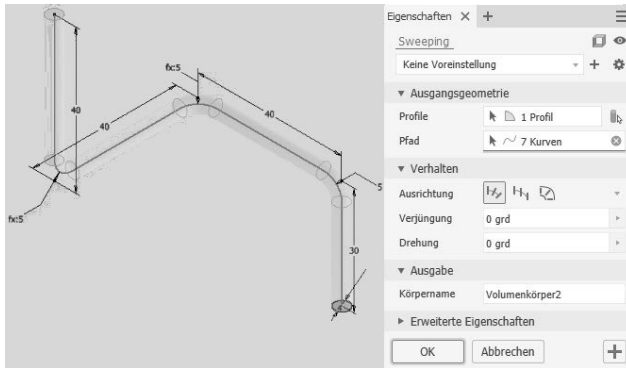 Eigenschaften × +
Sweeping
Keine Voreinstellung
Ausgangsgeometrie
Profile 1 Profil
Pfad 7 Kurven
Verhalten
Ausrichtung
Verjüngung 0 grd
Drehung 0 grd
Ausgabe
Körpername Volumenkörper2
Erweiterte Eigenschaften
OK Abbrechen
fx:5
40
40
40
5
fx:5
30